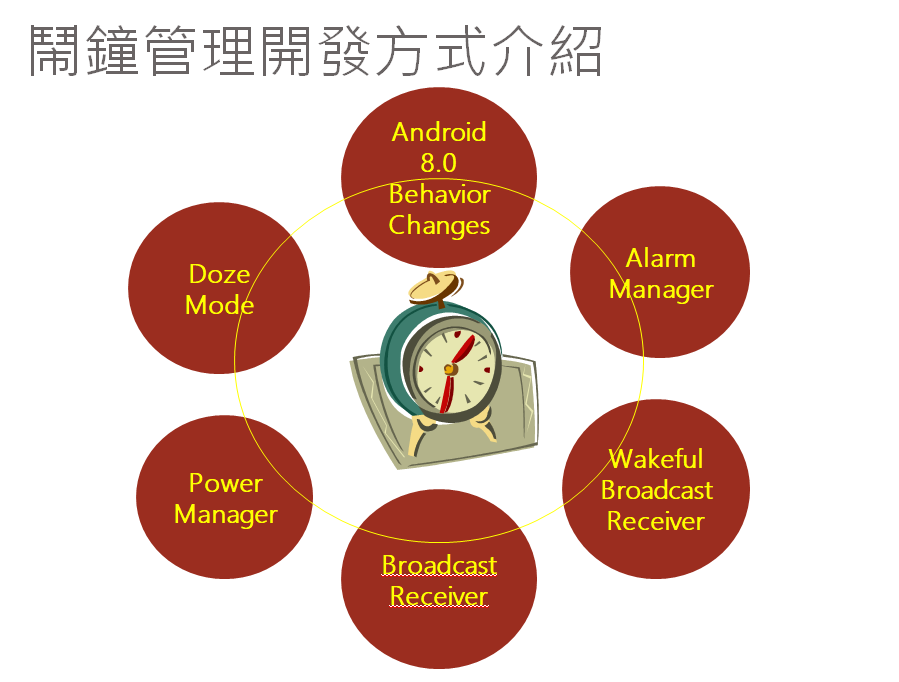 鬧鐘管理開發方式介紹
Android
8.0
Behavior
Changes
Alarm
Manager
Wakeful
Broadcast
Receiver
Broadcast
Receiver
Power
Manager
Doze
Mode